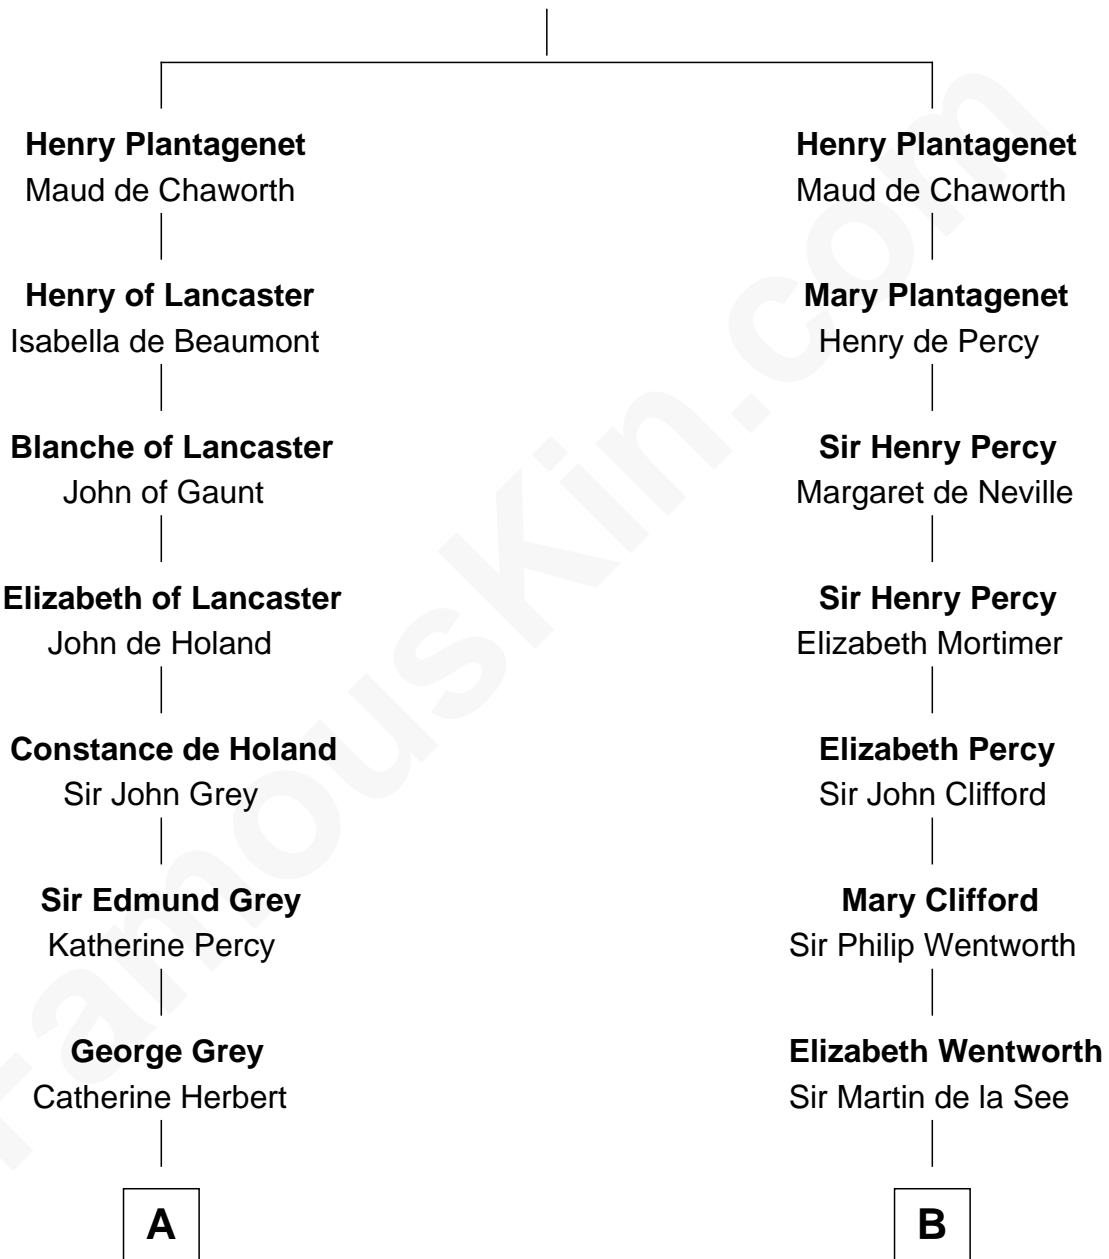 Henry Plantagenet
Maud de Chaworth
Henry of Lancaster
Isabella de Beaumont
Blanche of Lancaster
John of Gaunt
Elizabeth of Lancaster
John de Holand
Constance de Holand
Sir John Grey
Sir Edmund Grey
Katherine Percy
George Grey
Catherine Herbert
A
Henry Plantagenet
Maud de Chaworth
Mary Plantagenet
Henry de Percy
Sir Henry Percy
Margaret de Neville
Sir Henry Percy
Elizabeth Mortimer
Elizabeth Percy
Sir John Clifford
Mary Clifford
Sir Philip Wentworth
Elizabeth Wentworth
Sir Martin de la See
B
FamousKin.com